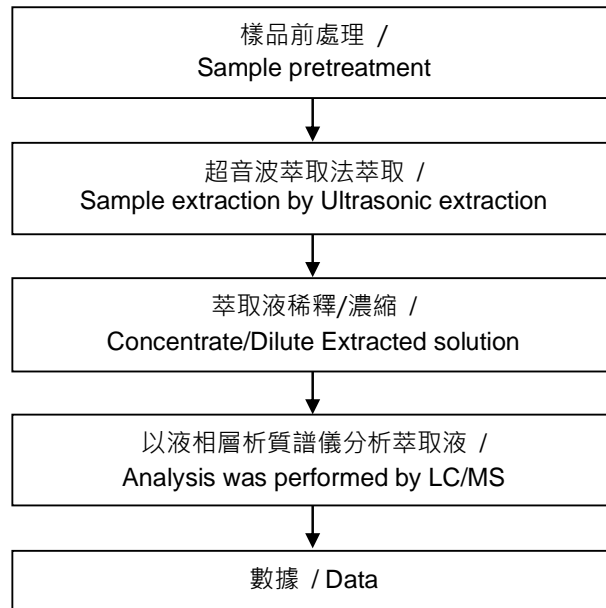 樣品前處理 /
Sample pretreatment
超音波萃取法萃取 /
Sample extraction by Ultrasonic extraction
萃取液稀釋/濃縮 /
Concentrate/Dilute Extracted solution
以液相層析質譜儀分析萃取液 /
Analysis was performed by LC/MS
數據 / Data